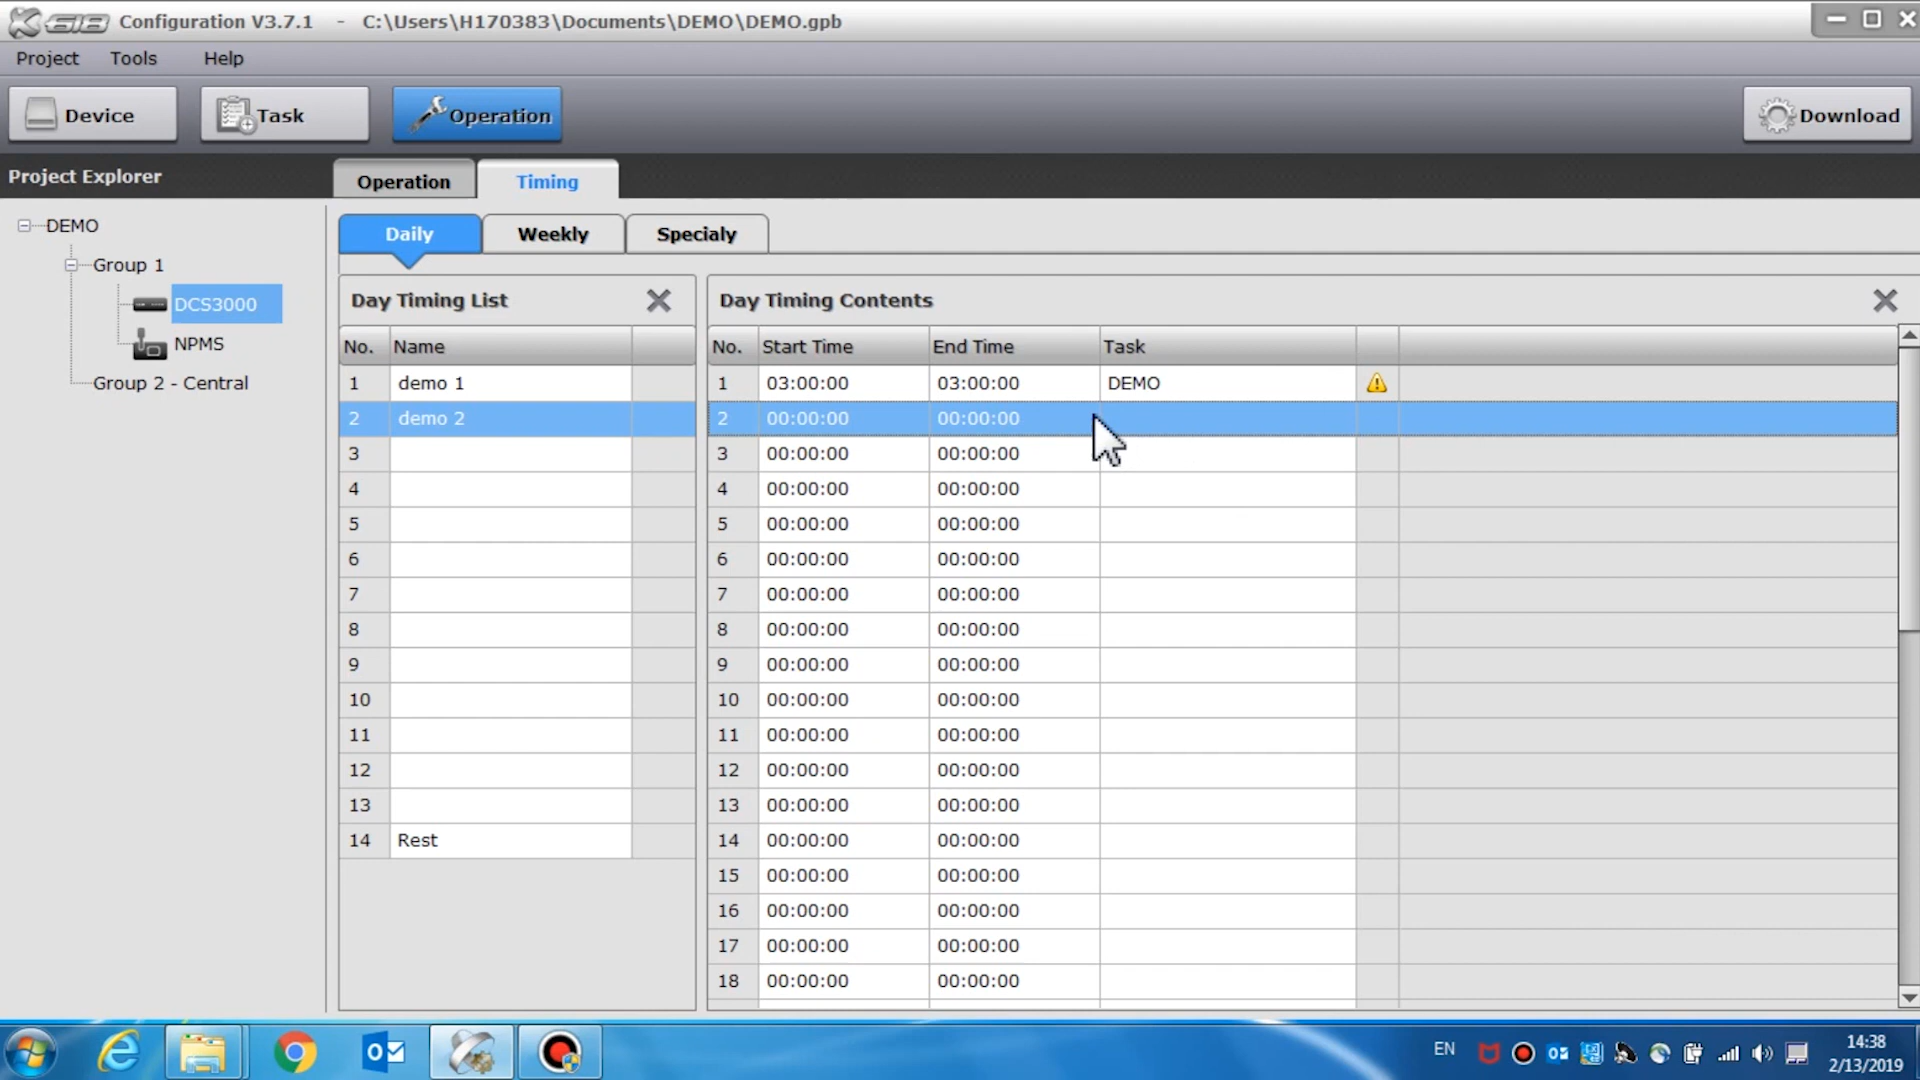 X-618 Configuration V3.7.1 - C:\Users\H170383\Documents\DEMO\DEMO.gpb
Project Tools Help
Device Task Operation Download
Project Explorer
Operation Timing
DEMO
Group 1
DCS3000
NPMS
Group 2 - Central
Daily Weekly Specialy
Day Timing List
No. Name
1 demo 1
2 demo 2
3
4
5
6
7
8
9
10
11
12
13
14 Rest
Day Timing Contents
No. Start Time End Time Task
1 03:00:00 03:00:00 DEMO
2 00:00:00 00:00:00
3 00:00:00 00:00:00
4 00:00:00 00:00:00
5 00:00:00 00:00:00
6 00:00:00 00:00:00
7 00:00:00 00:00:00
8 00:00:00 00:00:00
9 00:00:00 00:00:00
10 00:00:00 00:00:00
11 00:00:00 00:00:00
12 00:00:00 00:00:00
13 00:00:00 00:00:00
14 00:00:00 00:00:00
15 00:00:00 00:00:00
16 00:00:00 00:00:00
17 00:00:00 00:00:00
18 00:00:00 00:00:00
EN
14:38
2/13/2019